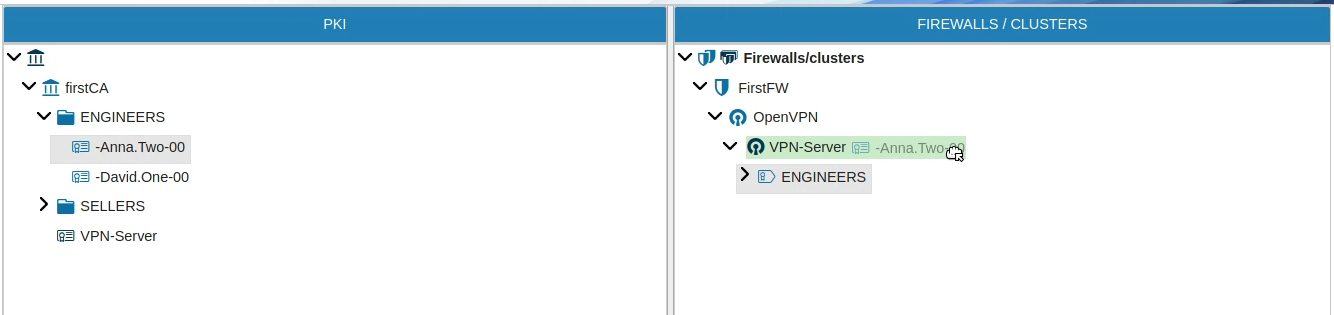 PKI
firstCA
ENGINEERS
-Anna.Two-00
-David.One-00
SELLERS
VPN-Server
FIREWALLS / CLUSTERS
Firewalls/clusters
FirstFW
OpenVPN
VPN-Server -Anna.Two-00
ENGINEERS